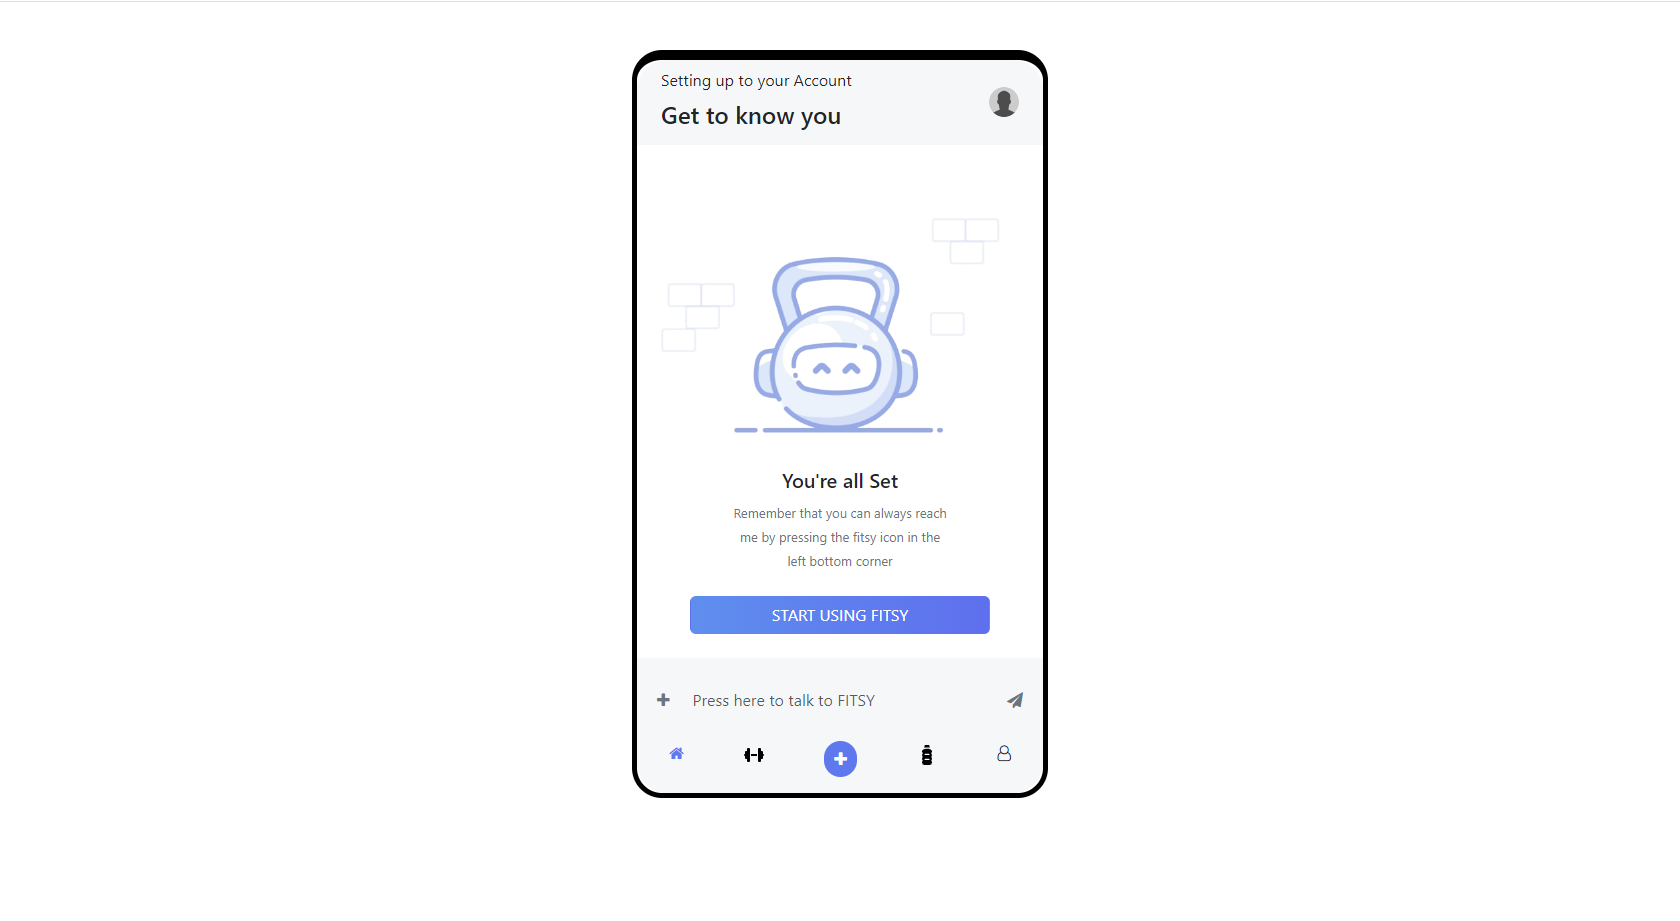 Setting up to your Account
Get to know you
You're all Set
Remember that you can always reach
me by pressing the fitsy icon in the
left bottom corner
START USING FITSY
Press here to talk to FITSY